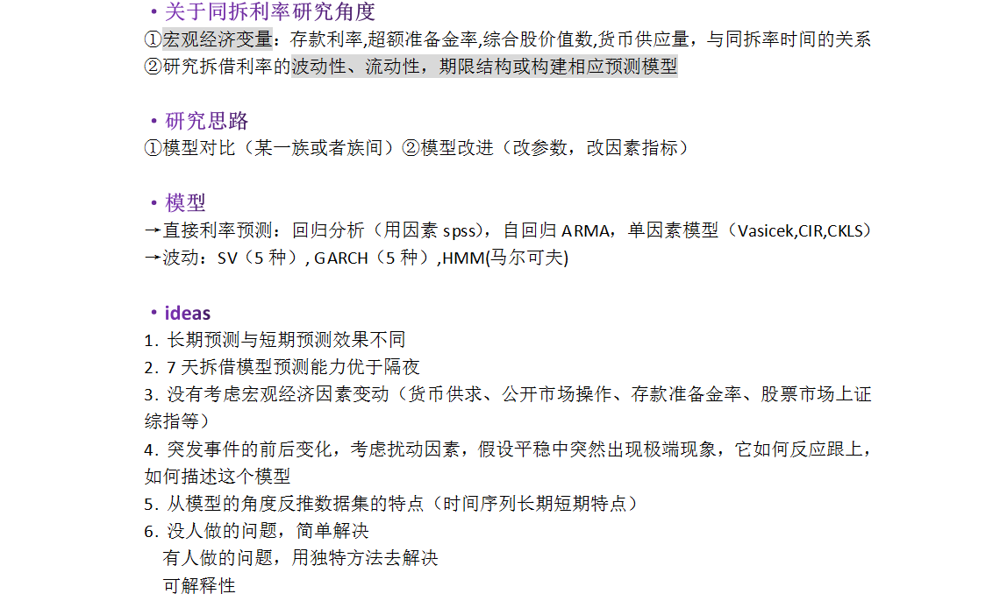 ·关于同拆利率研究角度
①宏观经济变量：存款利率,超额准备金率,综合股价值数,货币供应量，与同拆率时间的关系
②研究拆借利率的波动性、流动性，期限结构或构建相应预测模型
·研究思路
①模型对比（某一族或者族间）②模型改进（改参数，改因素指标）
·模型
→直接利率预测：回归分析（用因素 spss），自回归 ARMA，单因素模型（Vasicek,CIR,CKLS）
→波动：SV（5 种）, GARCH（5 种）,HMM(马尔可夫)
·ideas
1. 长期预测与短期预测效果不同
2. 7 天拆借模型预测能力优于隔夜
3. 没有考虑宏观经济因素变动（货币供求、公开市场操作、存款准备金率、股票市场上证
综指等）
4. 突发事件的前后变化，考虑扰动因素，假设平稳中突然出现极端现象，它如何反应跟上，
如何描述这个模型
5. 从模型的角度反推数据集的特点（时间序列长期短期特点）
6. 没人做的问题，简单解决
有人做的问题，用独特方法去解决
可解释性